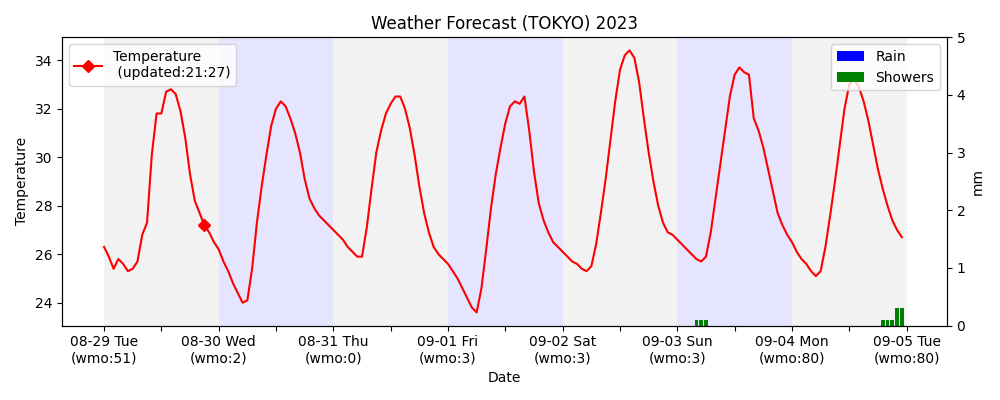 Weather Forecast (TOKYO) 2023
Temperature
(updated:21:27)
Rain
Showers
Temperature
34
32
30
28
26
24
5
4
3
2
1
0
mm
08-29 Tue
(wmo:51)
08-30 Wed
(wmo:2)
08-31 Thu
(wmo:0)
09-01 Fri
(wmo:3)
09-02 Sat
(wmo:3)
09-03 Sun
(wmo:3)
09-04 Mon
(wmo:80)
09-05 Tue
(wmo:80)
Date